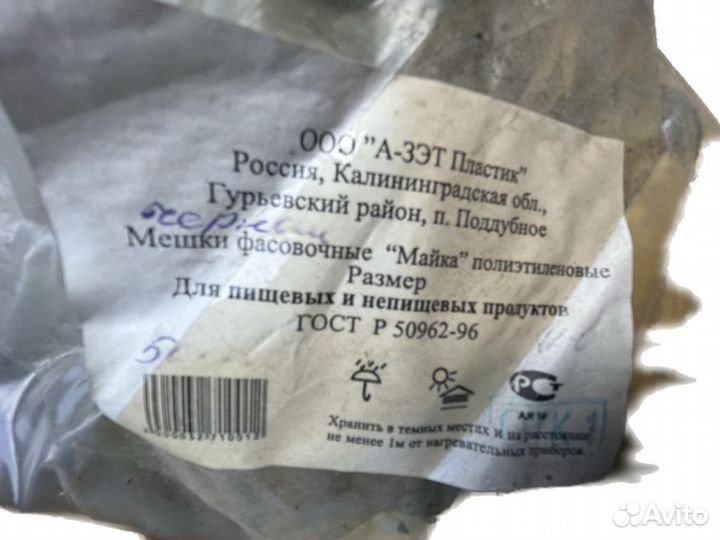 ООО "А-ЗЭТ Пластик"
Россия, Калининградская обл.,
Гурьевский район, п. Поддубное
Мешки фасовочные "Майка" полиэтиленовые
Размер
Для пищевых и непищевых продуктов
ГОСТ Р 50962-96
РС
Хранить в темных местах и на расстоянии
не менее 1м от нагревательных приборов.
Avito